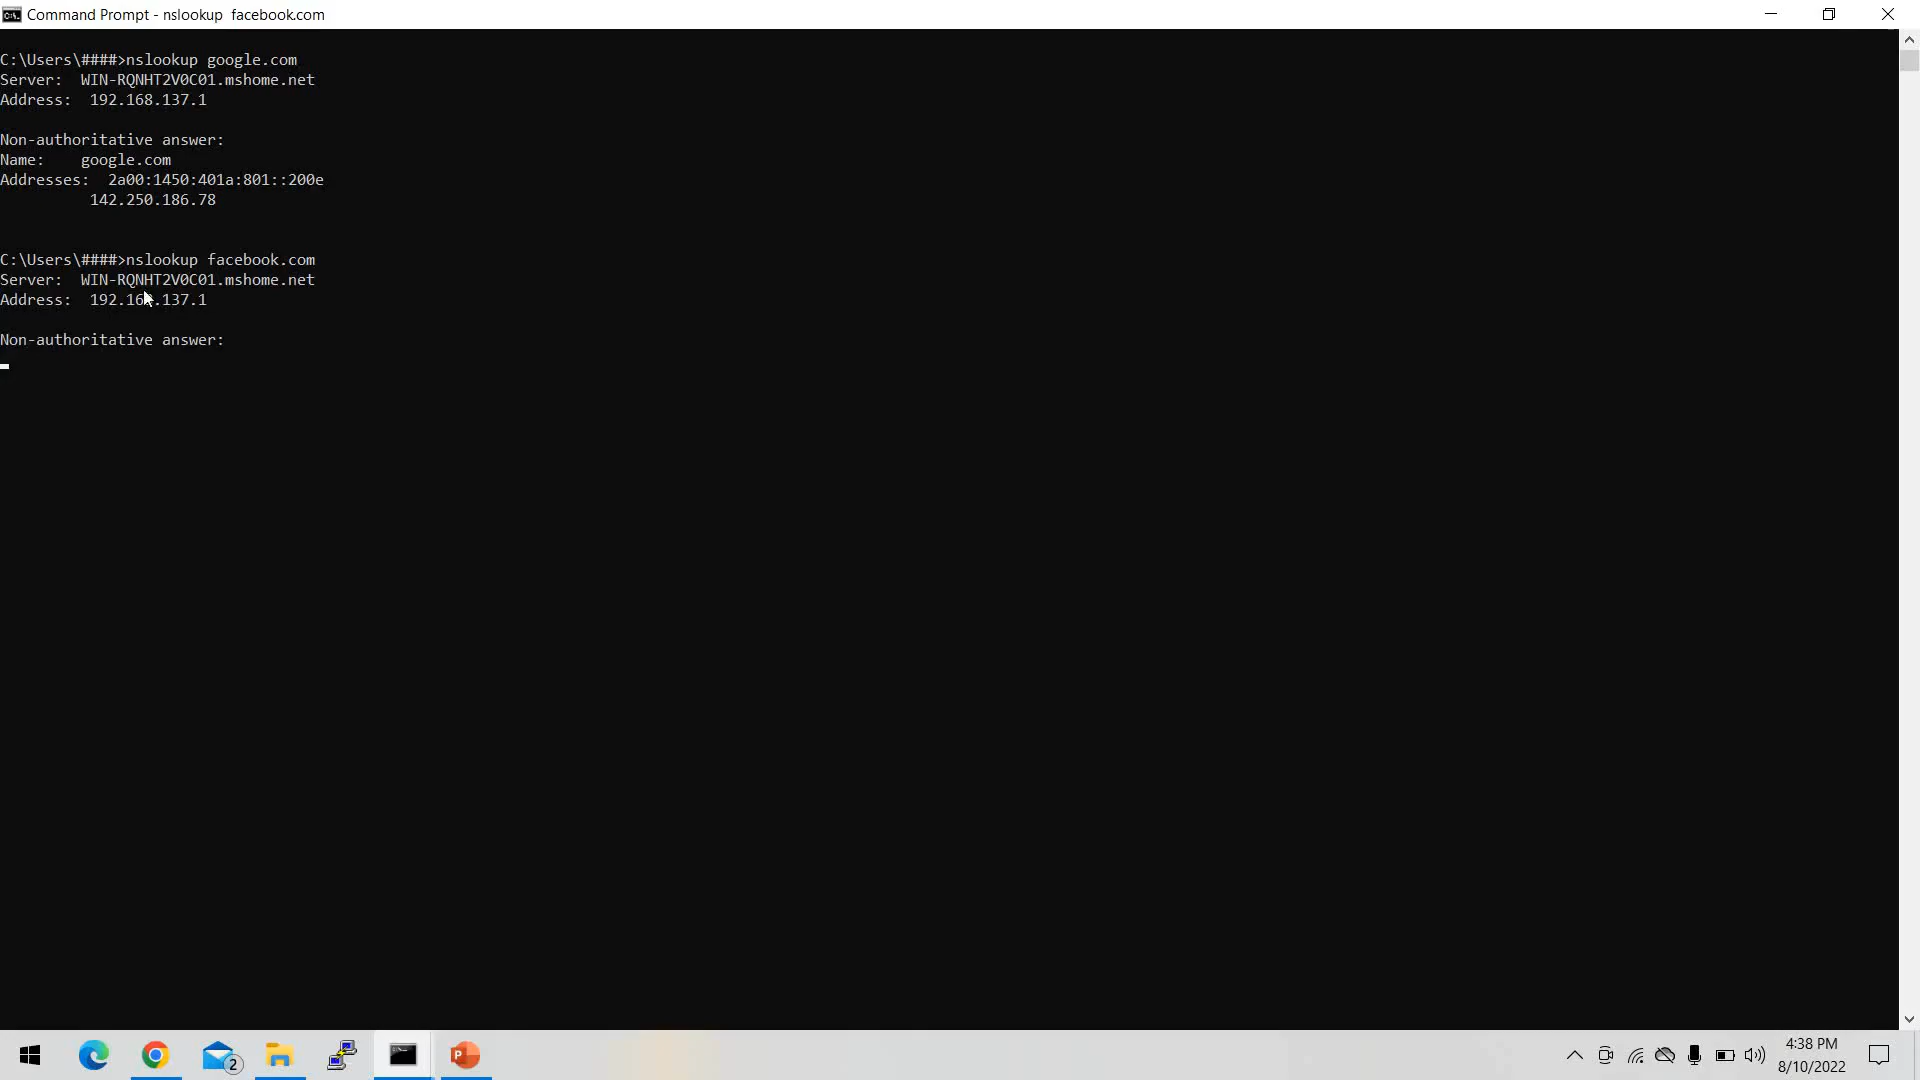 Command Prompt - nslookup  facebook.com
C:\Users\####>nslookup google.com
Server:  WIN-RQNHT2V0C01.mshome.net
Address:  192.168.137.1
Non-authoritative answer:
Name:    google.com
Addresses:  2a00:1450:401a:801::200e
          142.250.186.78
C:\Users\####>nslookup facebook.com
Server:  WIN-RQNHT2V0C01.mshome.net
Address:  192.168.137.1
Non-authoritative answer:
2
4:38 PM
8/10/2022